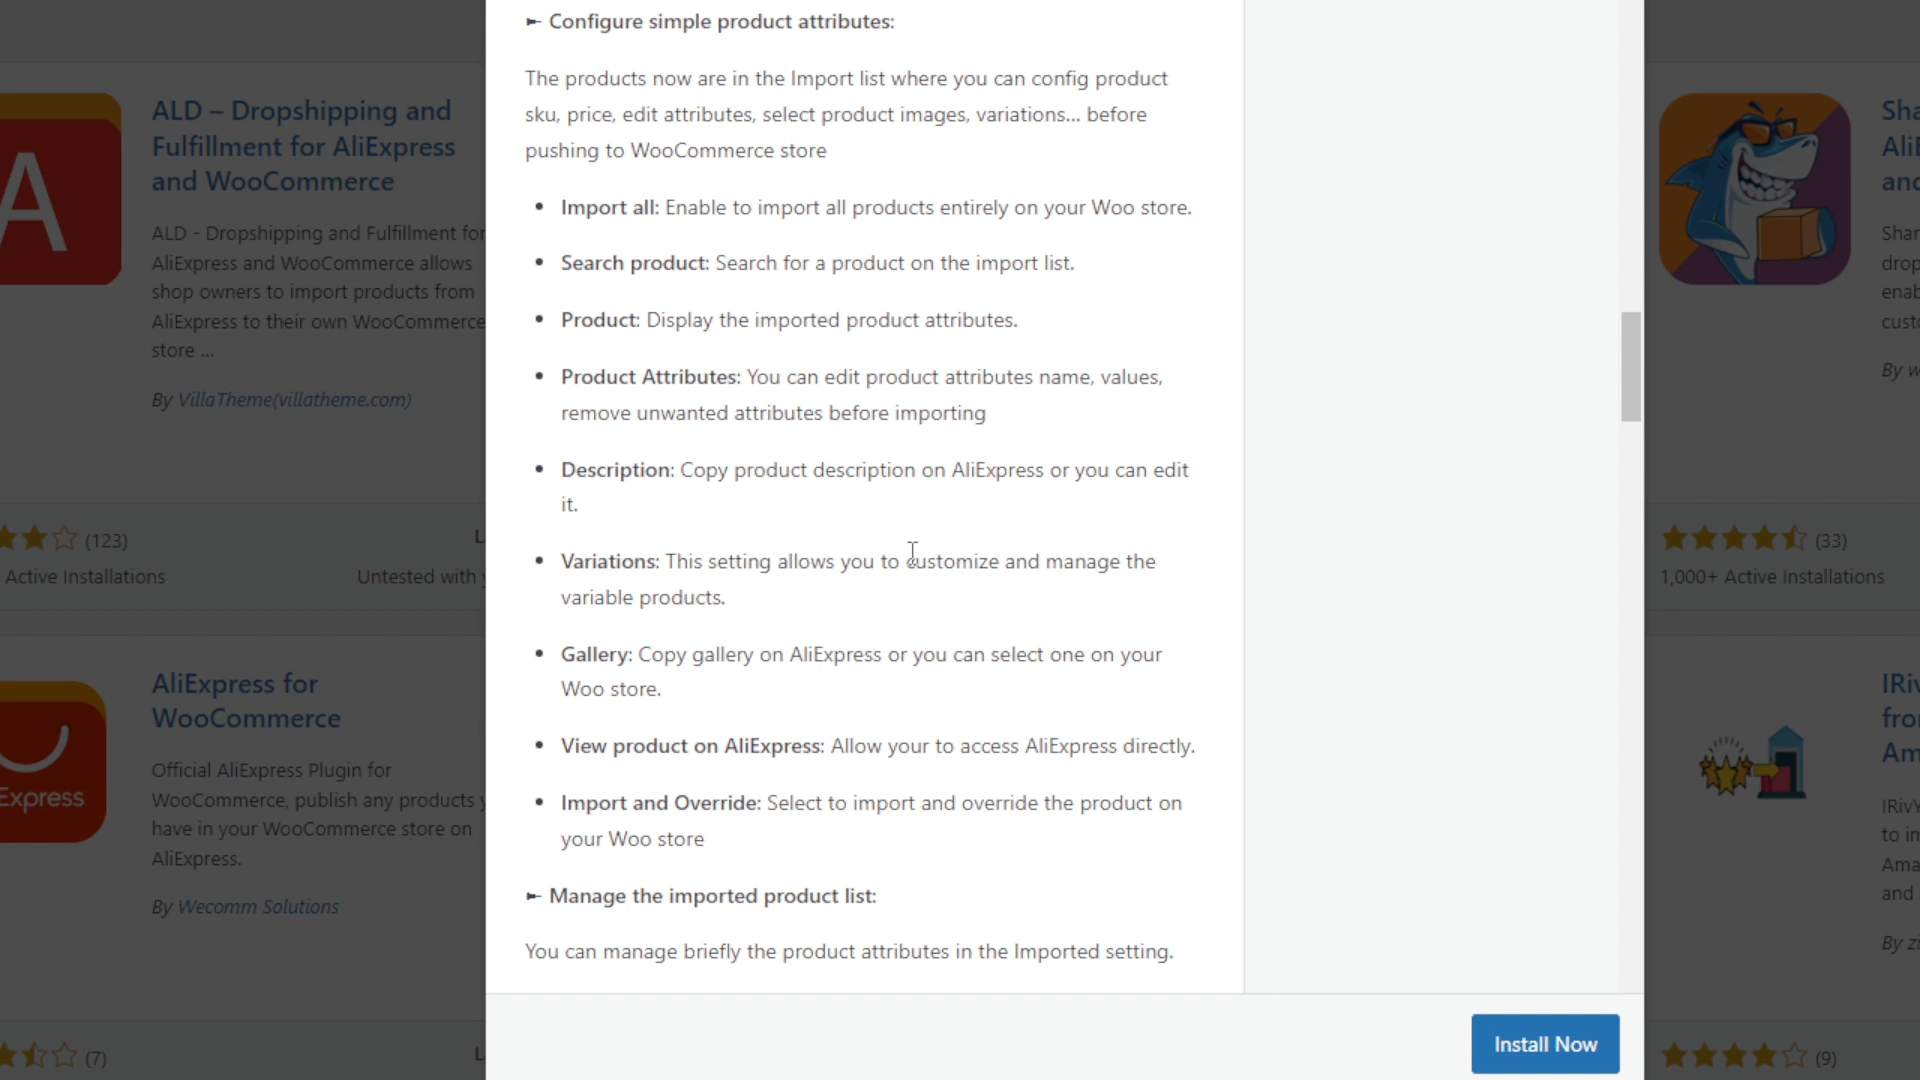 ► Configure simple product attributes:
The products now are in the Import list where you can config product
sku, price, edit attributes, select product images, variations... before
pushing to WooCommerce store
• Import all: Enable to import all products entirely on your Woo store.
• Search product: Search for a product on the import list.
• Product: Display the imported product attributes.
• Product Attributes: You can edit product attributes name, values,
remove unwanted attributes before importing
• Description: Copy product description on AliExpress or you can edit
it.
• Variations: This setting allows you to customize and manage the
variable products.
• Gallery: Copy gallery on AliExpress or you can select one on your
Woo store.
• View product on AliExpress: Allow your to access AliExpress directly.
• Import and Override: Select to import and override the product on
your Woo store
► Manage the imported product list:
You can manage briefly the product attributes in the Imported setting.
Install Now
A
ALD – Dropshipping and
Fulfillment for AliExpress
and WooCommerce
ALD - Dropshipping and Fulfillment for
AliExpress and WooCommerce allows
shop owners to import products from
AliExpress to their own WooCommerce
store ...
By VillaTheme(villatheme.com)
(123)
Active Installations
Untested with
Express
AliExpress for
WooCommerce
Official AliExpress Plugin for
WooCommerce, publish any products
have in your WooCommerce store on
AliExpress.
By Wecomm Solutions
(7)
and
By
(33)
1,000+ Active Installations
to
and
By
(9)